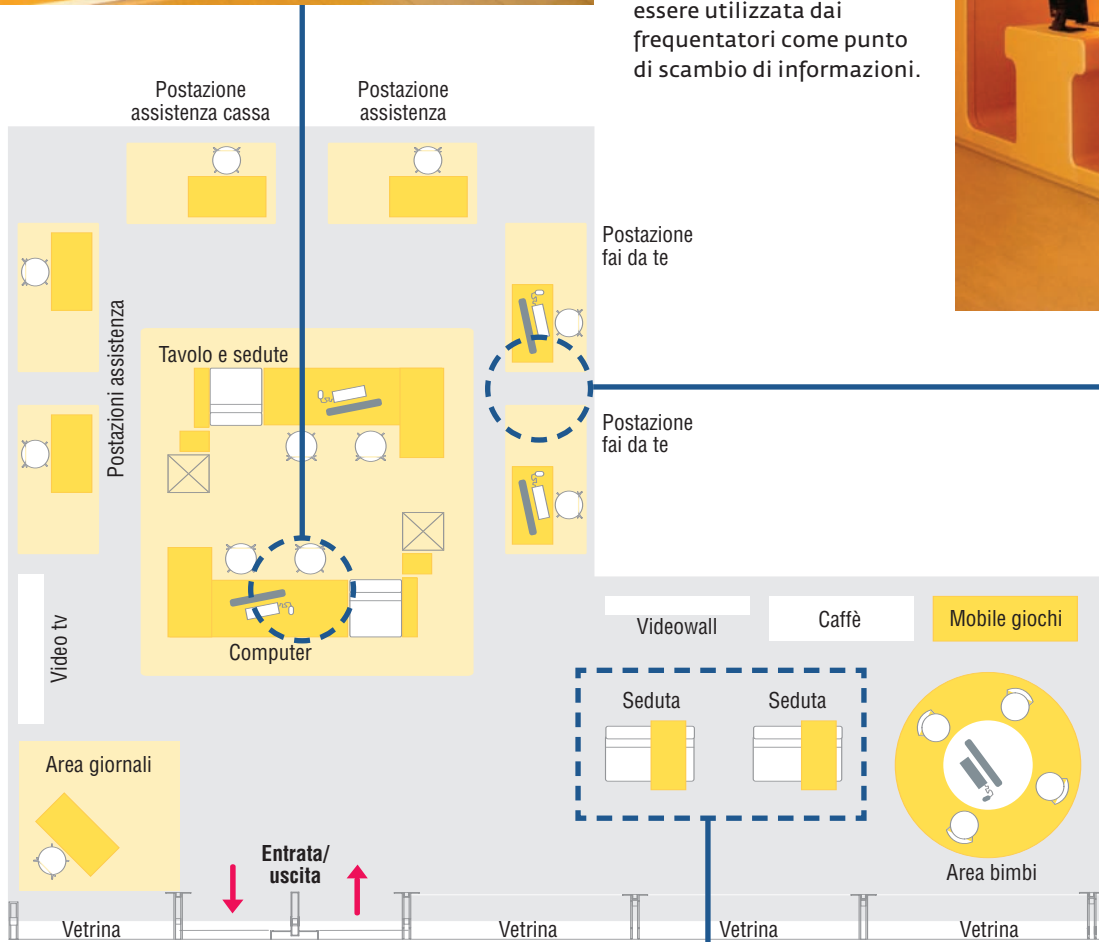 essere utilizzata dai
frequentatori come punto
di scambio di informazioni.
Postazione
assistenza cassa
Postazione
assistenza
Postazione
fai da te
Postazioni assistenza
Tavolo e sedute
Postazione
fai da te
Computer
Video tv
Videowall
Caffè
Mobile giochi
Seduta
Seduta
Area giornali
Area bimbi
Entrata/
uscita
Vetrina
Vetrina
Vetrina
Vetrina